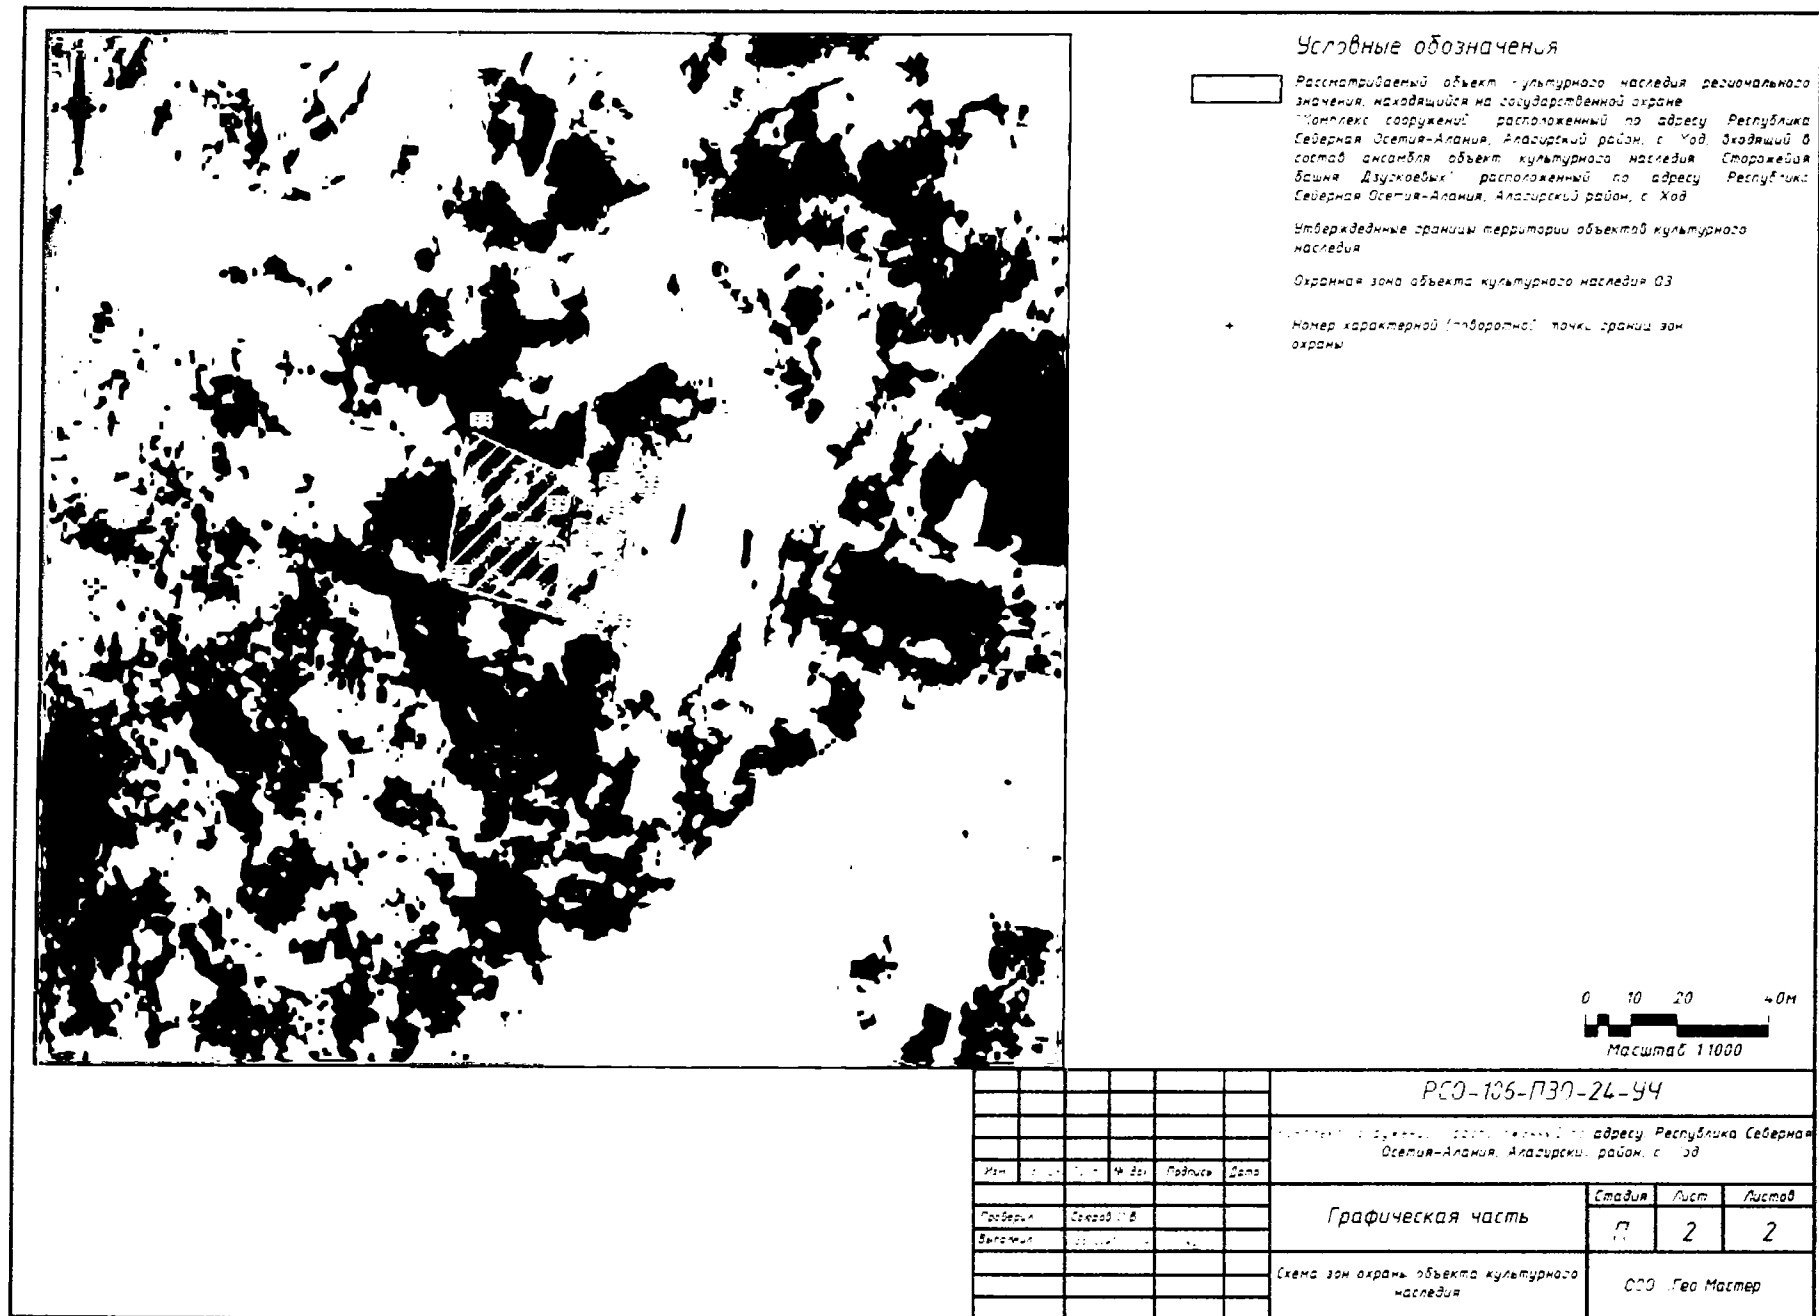 Условные обозначения
Рассматриваемый объект культурного наследия регионального
значения, находящийся на государственной охране
"Комплекс сооружений" расположенный по адресу Республика
Северная Осетия-Алания, Алагирский район, с Ход, входящий в
состав ансамбля объект культурного наследия Сторожевая
башня Дзускоевых" расположенный по адресу Республика
Северная Осетия-Алания, Алагирский район, с Ход
Утвержденные границы территории объектов культурного
наследия
Охранная зона объекта культурного наследия ОЗ
Номер характерной (поворотной) точки границ зон
охраны
0 10 20 40м
Масштаб 1:1000
РСО-106-ПЗО-24-УЧ
адресу Республика Северная
Осетия-Алания, Алагирский район, с
Изм № док Подпись Дата
Стадия Лист Листов
Графическая часть
П 2 2
Проверил
Выполнил
Схема зон охраны объекта культурного
наследия
ООО Гео Мастер